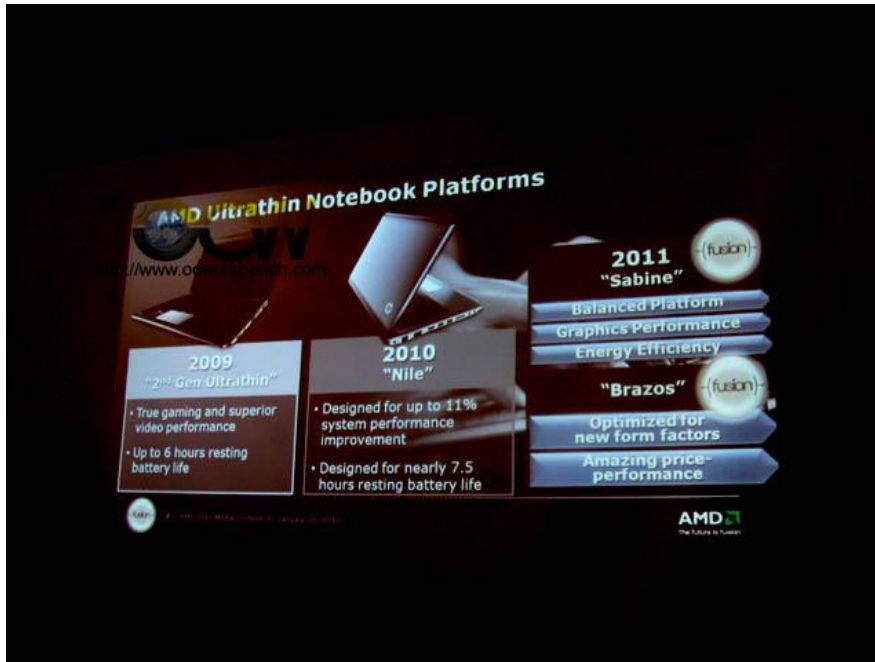 AMD Ultrathin Notebook Platforms
OCW
http://www.ocworkbench.com
2009
"2nd Gen Ultrathin"
• True gaming and superior
video performance
• Up to 6 hours resting
battery life
2010
"Nile"
• Designed for up to 11%
system performance
improvement
• Designed for nearly 7.5
hours resting battery life
2011
"Sabine"
fusion
Balanced Platform
Graphics Performance
Energy Efficiency
"Brazos"
fusion
Optimized for
new form factors
Amazing price-
performance
fusion
AMD
The future is fusion